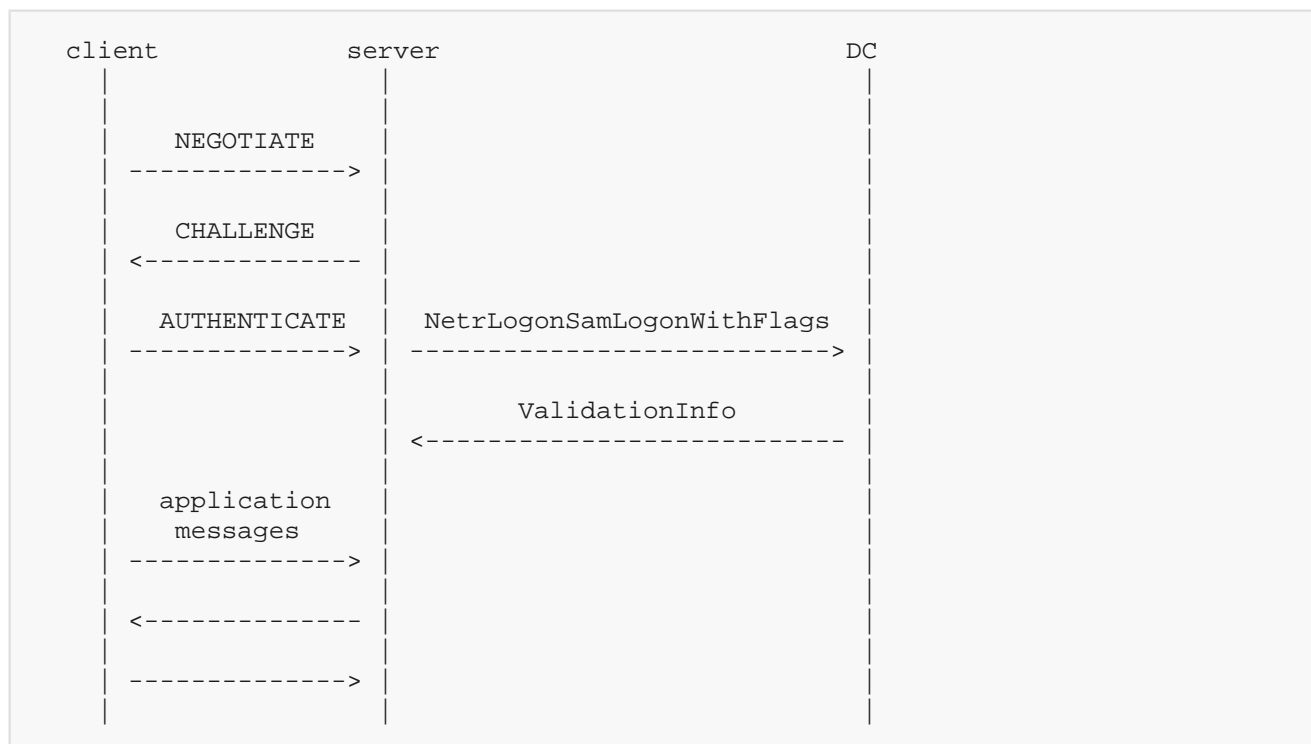 client server DC
NEGOTIATE
-------------->
CHALLENGE
<--------------
AUTHENTICATE NetrLogonSamLogonWithFlags
--------------> --------------------------->
ValidationInfo
<---------------------------
application
messages
-------------->
<--------------
-------------->